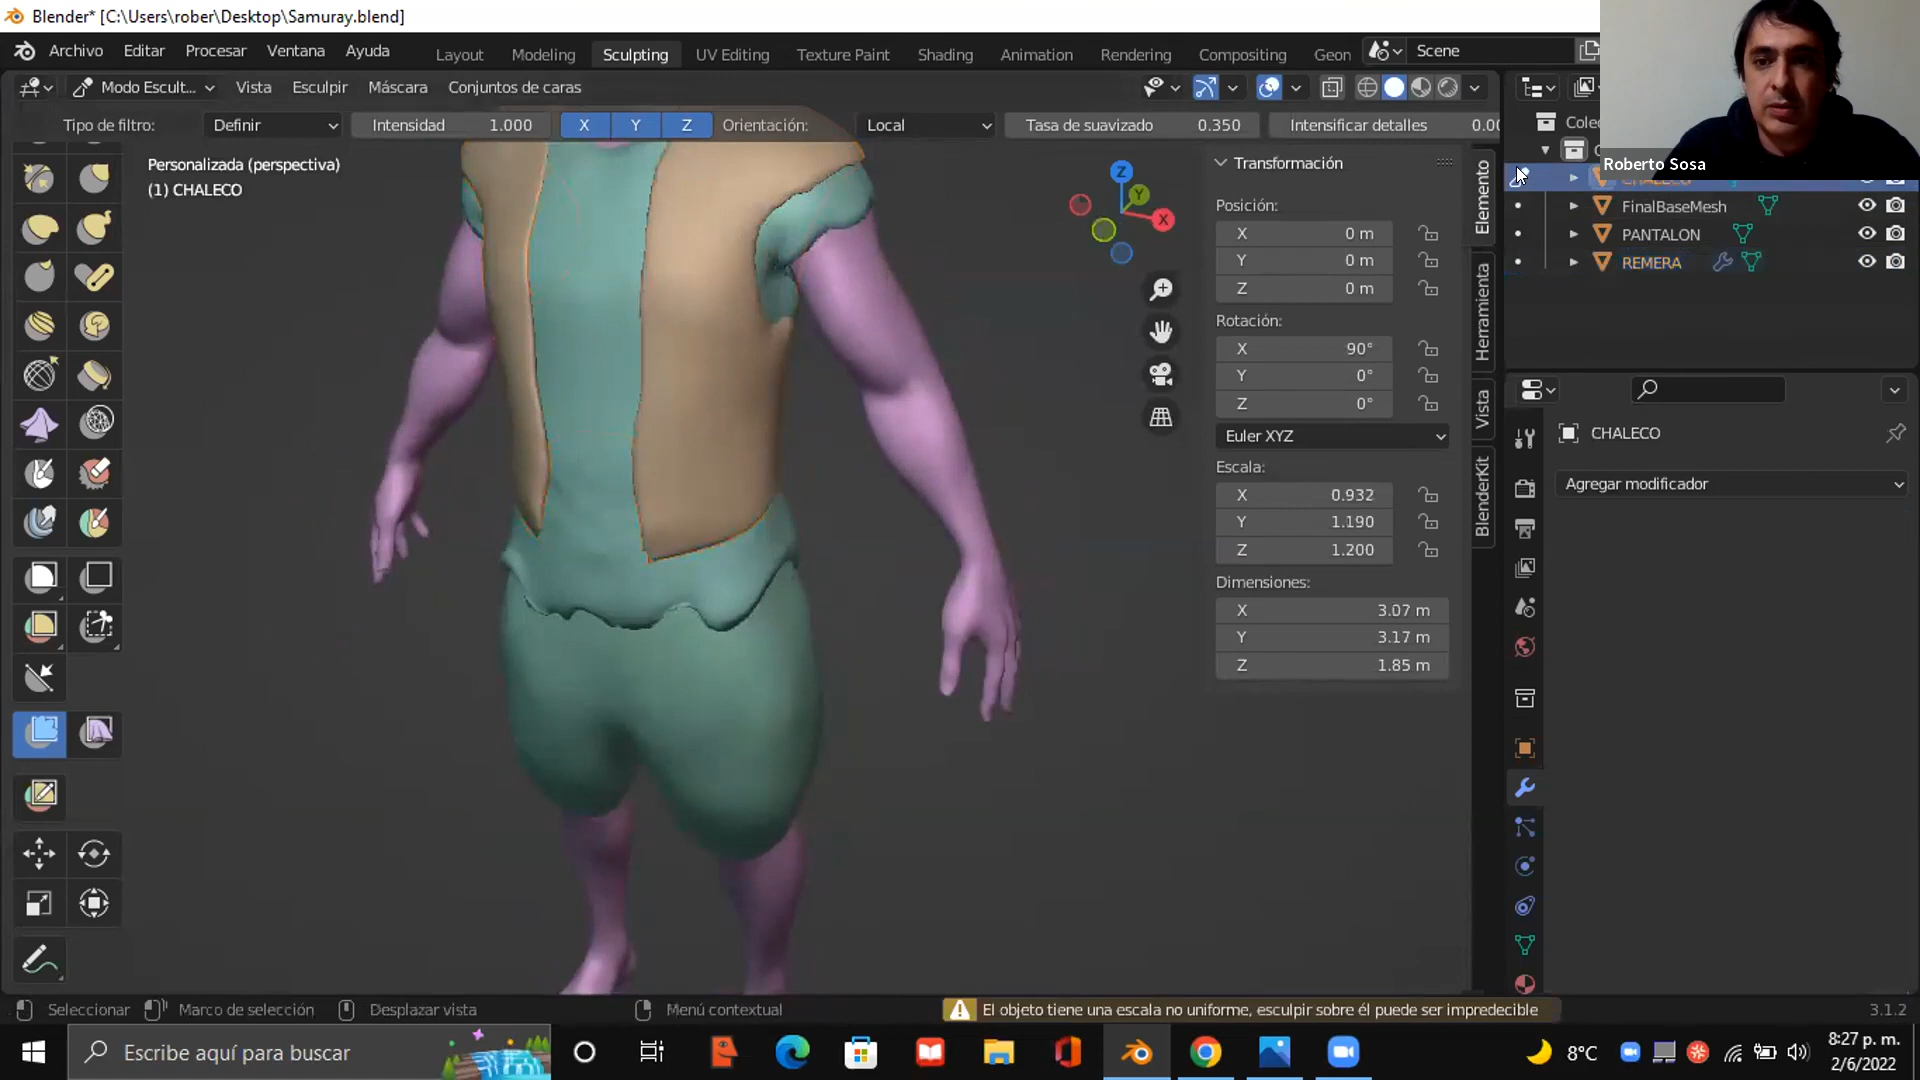 Blender* [C:\Users\rober\Desktop\Samuray.blend]
Archivo Editar Procesar Ventana Ayuda Layout Modeling Sculpting UV Editing Texture Paint Shading Animation Rendering Compositing Geon Scene
Modo Escult... Vista Esculpir Máscara Conjuntos de caras
Tipo de filtro: Definir Intensidad 1.000 X Y Z Orientación: Local Tasa de suavizado 0.350 Intensificar detalles 0.00
Personalizada (perspectiva)
(1) CHALECO
Z
Y
X
Transformación
Posición:
X 0 m
Y 0 m
Z 0 m
Rotación:
X 90°
Y 0°
Z 0°
Euler XYZ
Escala:
X 0.932
Y 1.190
Z 1.200
Dimensiones:
X 3.07 m
Y 3.17 m
Z 1.85 m
Elemento
Herramienta
Vista
BlenderKit
Cole
Roberto Sosa
CHALECO
FinalBaseMesh
PANTALON
REMERA
CHALECO
Agregar modificador
Seleccionar Marco de selección Desplazar vista Menú contextual El objeto tiene una escala no uniforme, esculpir sobre él puede ser impredecible 3.1.2
Escribe aquí para buscar
8°C
8:27 p. m.
2/6/2022